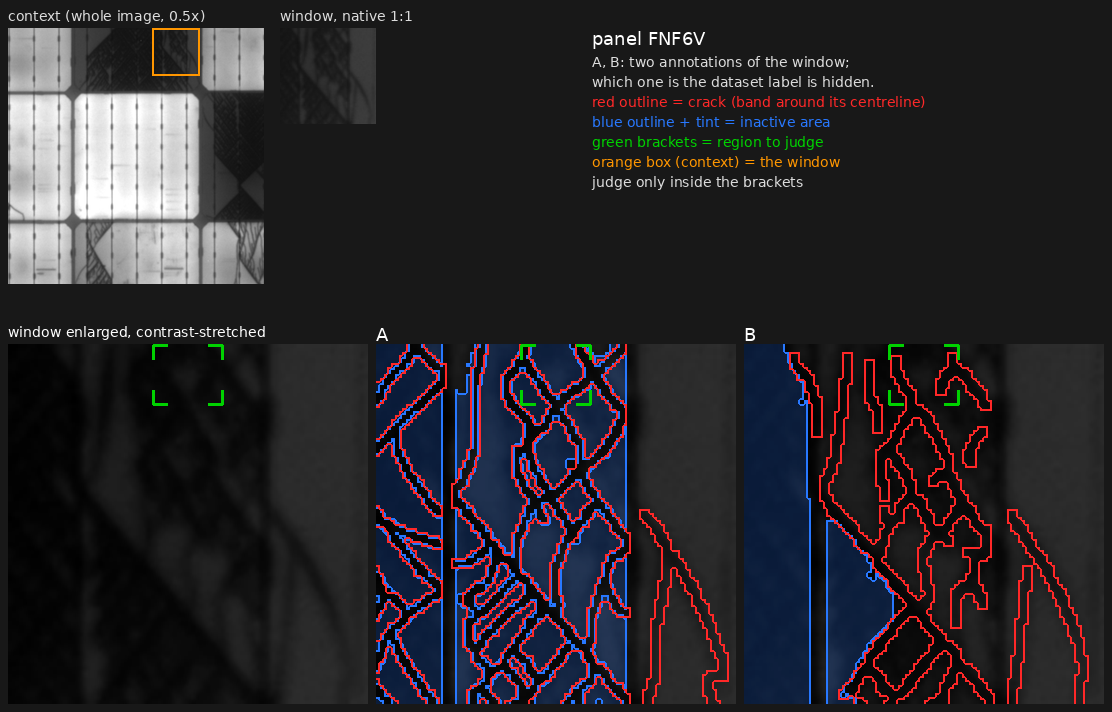 context (whole image, 0.5x)
window, native 1:1
panel FNF6V
A, B: two annotations of the window;
which one is the dataset label is hidden.
red outline = crack (band around its centreline)
blue outline + tint = inactive area
green brackets = region to judge
orange box (context) = the window
judge only inside the brackets
window enlarged, contrast-stretched
A
B